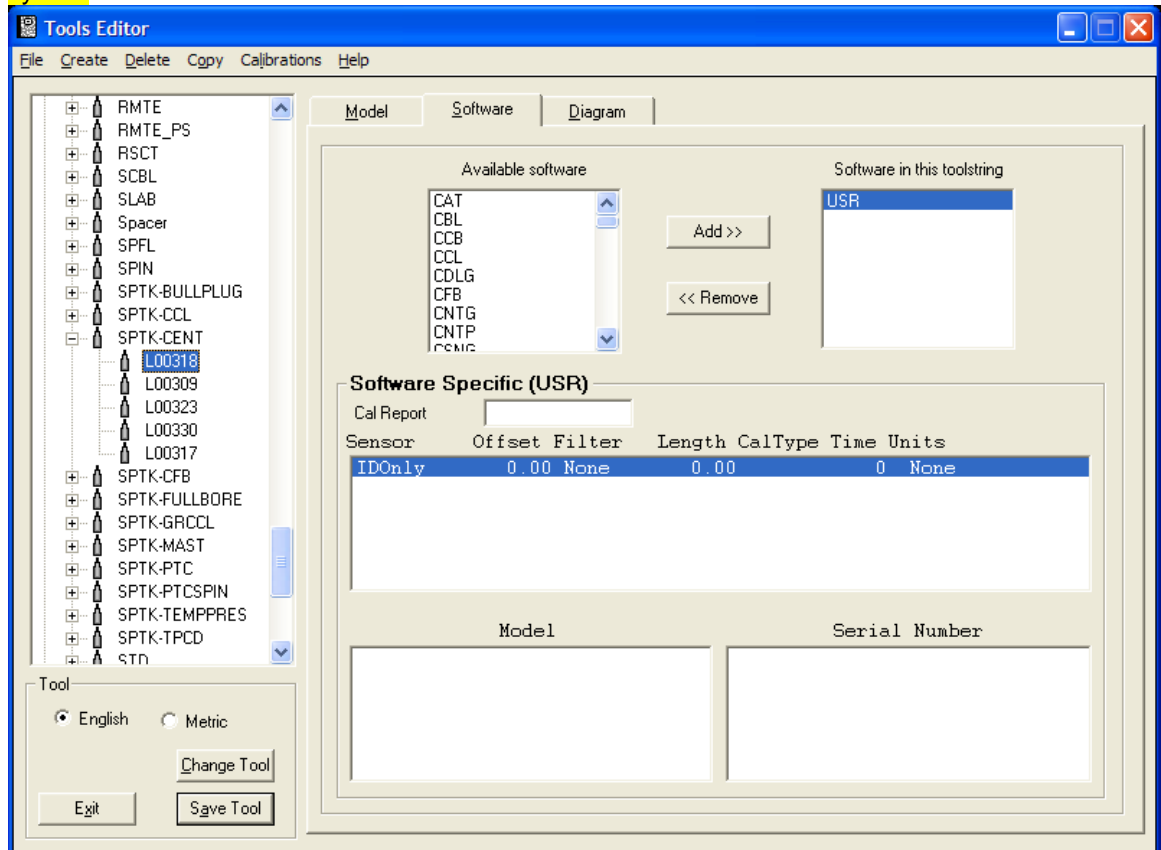 Tools Editor
File Create Delete Copy Calibrations Help
RMTE
RMTE_PS
RSCT
SCBL
SLAB
Spacer
SPFL
SPIN
SPTK-BULLPLUG
SPTK-CCL
SPTK-CENT
L00318
L00309
L00323
L00330
L00317
SPTK-CFB
SPTK-FULLBORE
SPTK-GRCCL
SPTK-MAST
SPTK-PTC
SPTK-PTCSPIN
SPTK-TEMPPRES
SPTK-TPCD
STD
Tool
English Metric
Change Tool
Exit Save Tool
Model Software Diagram
Available software
CAT
CBL
CCB
CCL
CDLG
CFB
CNTG
CNTP
CSNG
Add >>
<< Remove
Software in this toolstring
USR
Software Specific (USR)
Cal Report
Sensor Offset Filter Length CalType Time Units
IDOnly 0.00 None 0.00 0 None
Model Serial Number